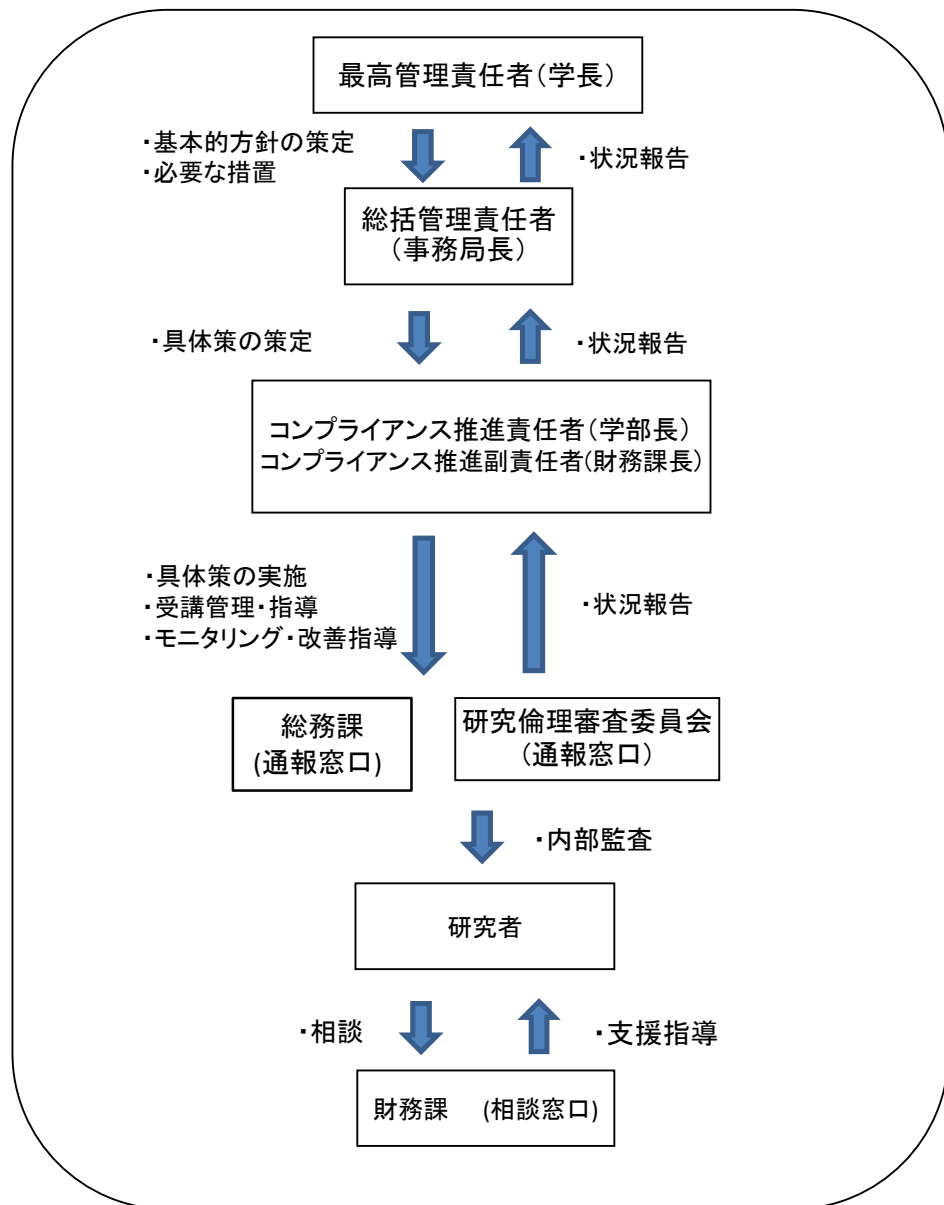 最高管理責任者(学長)
・基本的方針の策定
・必要な措置
・状況報告
総括管理責任者
(事務局長)
・具体策の策定
・状況報告
コンプライアンス推進責任者(学部長)
コンプライアンス推進副責任者(財務課長)
・具体策の実施
・受講管理・指導
・モニタリング・改善指導
・状況報告
総務課
(通報窓口)
研究倫理審査委員会
(通報窓口)
・内部監査
研究者
・相談
・支援指導
財務課 (相談窓口)